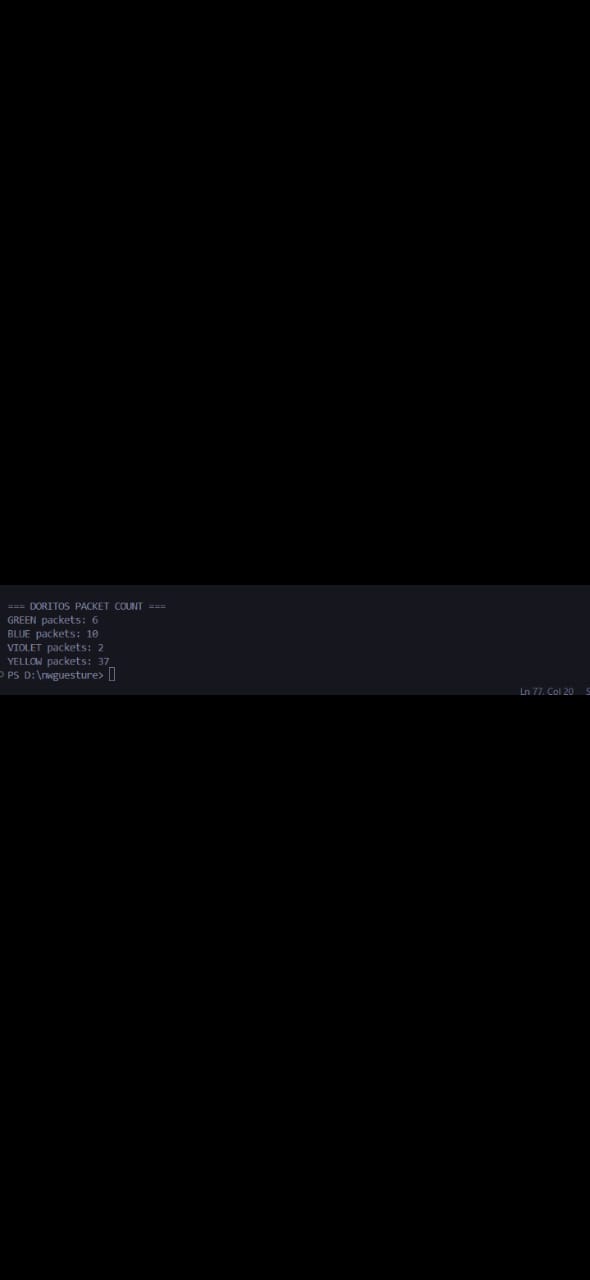 === DORITOS PACKET COUNT ===
GREEN packets: 6
BLUE packets: 10
VIOLET packets: 2
YELLOW packets: 37
PS D:\nwguesture>
Ln 77, Col 20